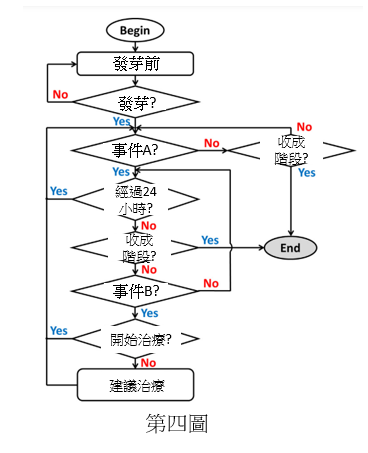 Begin
發芽前
No
發芽?
Yes
No
事件A?
No
收成
階段?
Yes
Yes
Yes
經過24
小時?
No
收成
階段?
Yes
End
No
事件B?
No
Yes
Yes
開始治療?
No
建議治療
第四圖